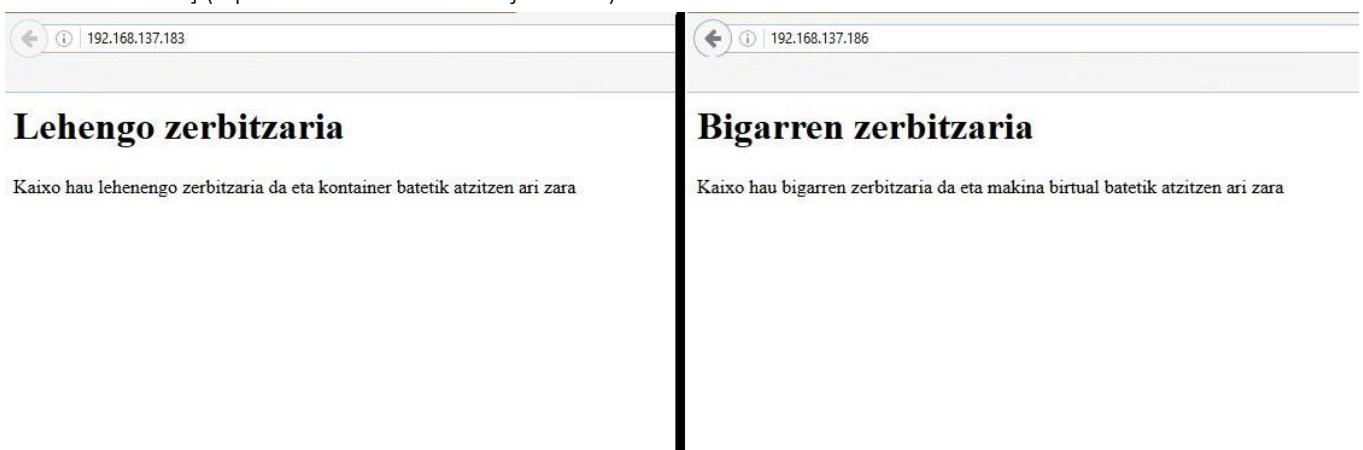 192.168.137.183
Lehengo zerbitzaria
Kaixo hau lehenengo zerbitzaria da eta kontainer batetik atzitzen ari zara
192.168.137.186
Bigarren zerbitzaria
Kaixo hau bigarren zerbitzaria da eta makina birtual batetik atzitzen ari zara